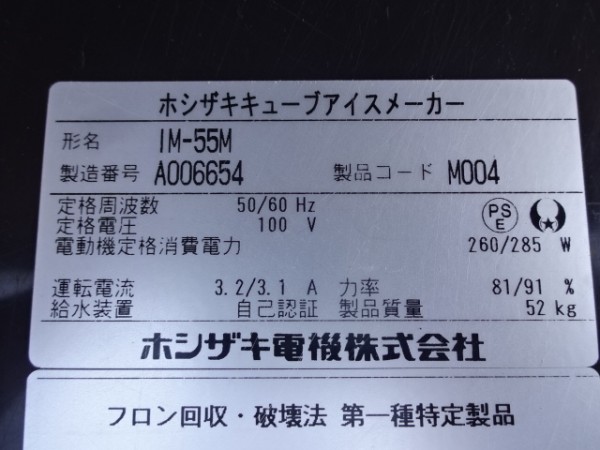 ホシザキキューブアイスメーカー
形名 IM-55M
製造番号 A006654 製品コード M004
定格周波数 50/60 Hz
定格電圧 100 V
電動機定格消費電力 260/285 W
PS
E
運転電流 3.2/3.1 A 力率 81/91 %
給水装置 自己認証 製品質量 52 kg
ホシザキ電機株式会社
フロン回収・破壊法 第一種特定製品